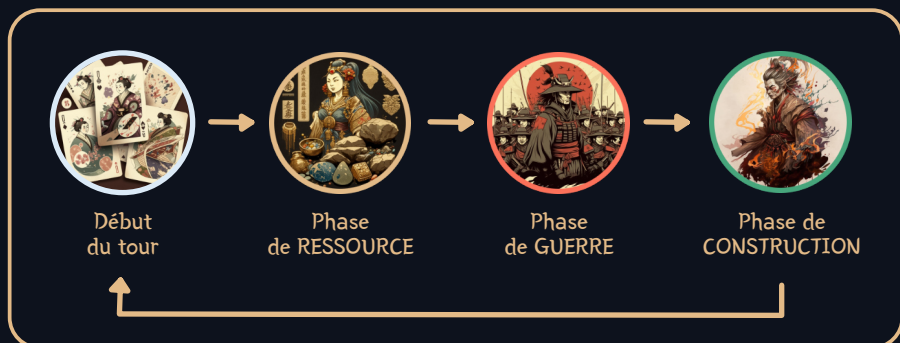 Début
du tour
Phase
de RESSOURCE
Phase
de GUERRE
Phase de
CONSTRUCTION